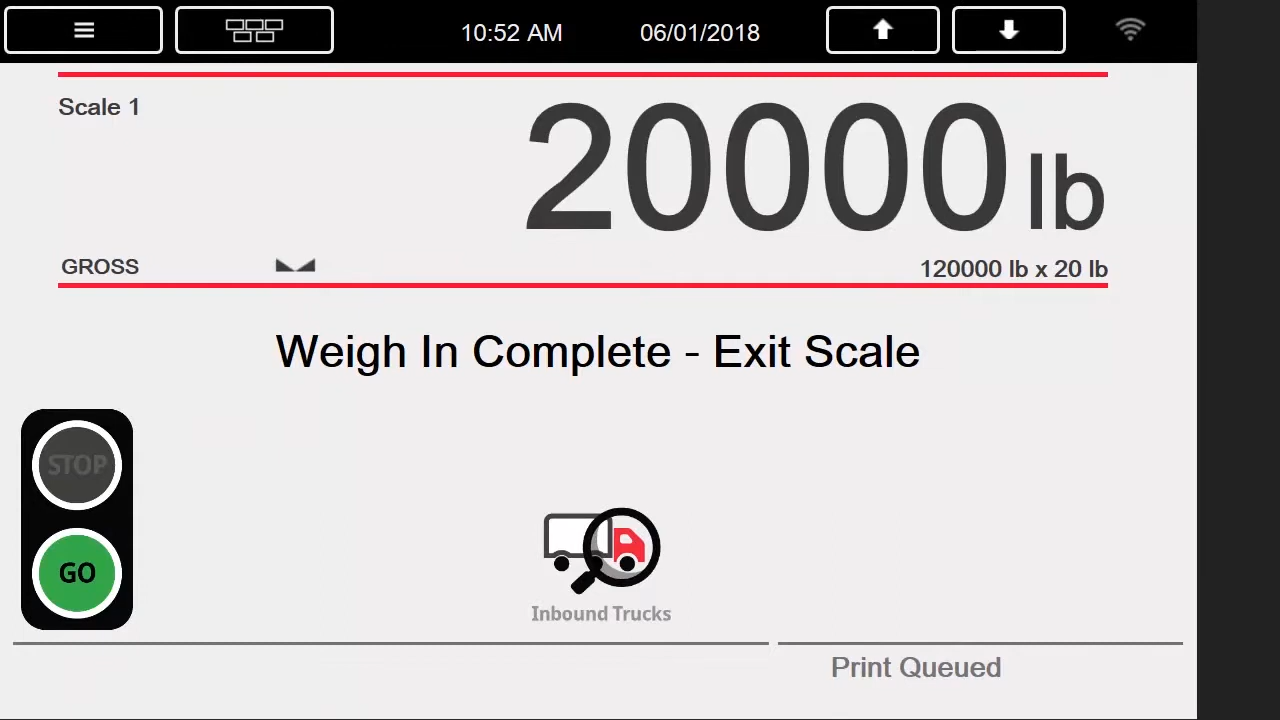 10:52 AM 06/01/2018
Scale 1
20000 lb
GROSS 120000 lb x 20 lb
Weigh In Complete - Exit Scale
STOP
GO
Inbound Trucks
Print Queued